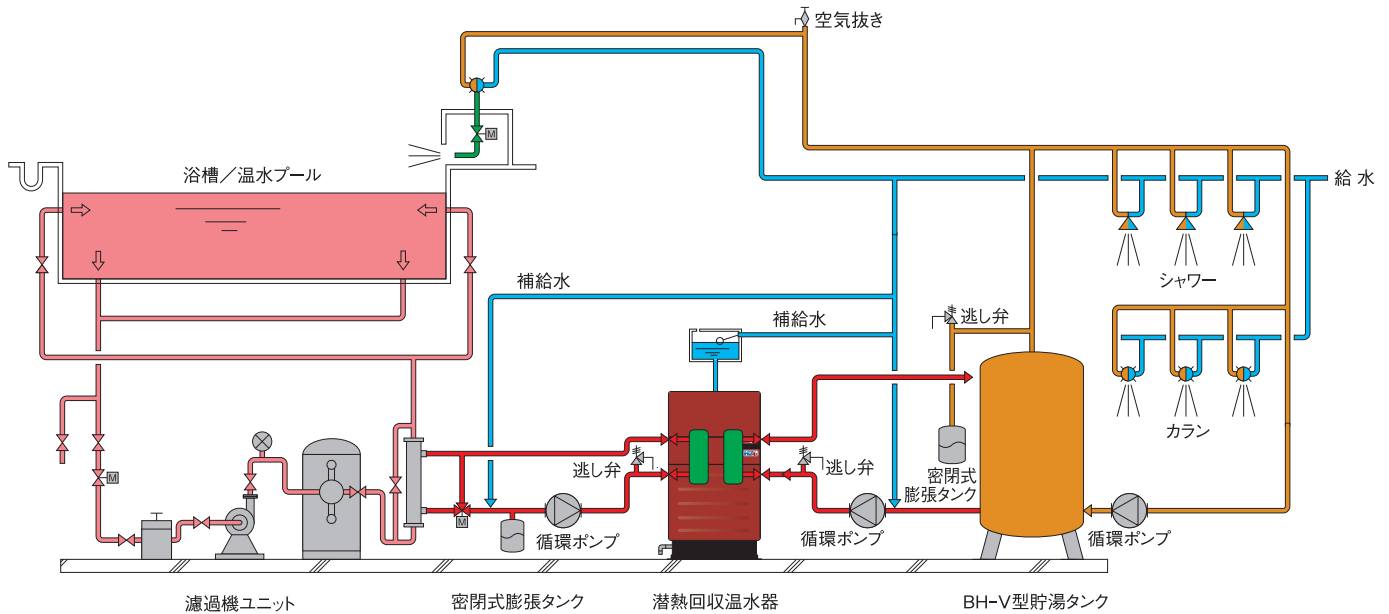 空気抜き
M
浴槽／温水プール
給 水
シャワー
補給水
補給水
逃し弁
カラン
逃し弁
逃し弁
密閉式
膨張タンク
M
M
循環ポンプ
循環ポンプ
循環ポンプ
濾過機ユニット
密閉式膨張タンク
潜熱回収温水器
BH-V型貯湯タンク